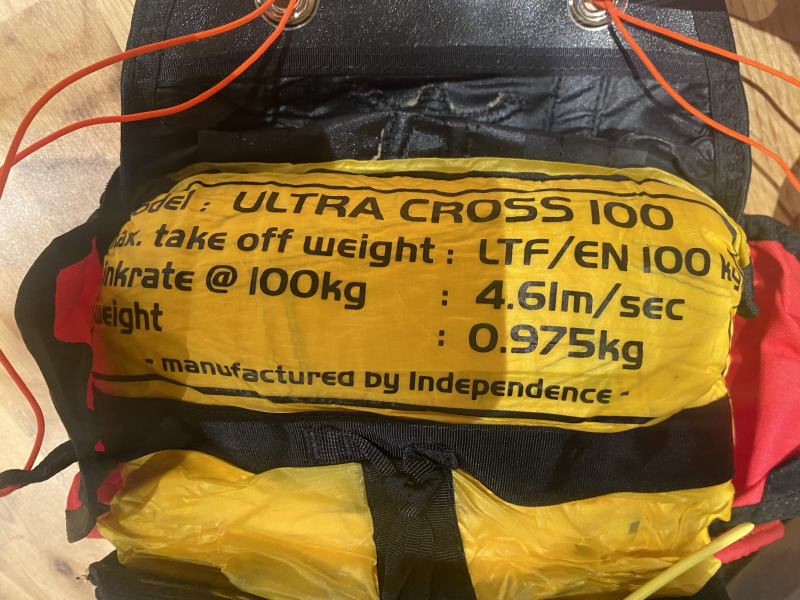 odel : ULTRA CROSS 100
ax. take off weight : LTF/EN 100 kg
inkrate @ 100kg : 4.61m/sec
weight : 0.975kg
- manufactured by Independence -